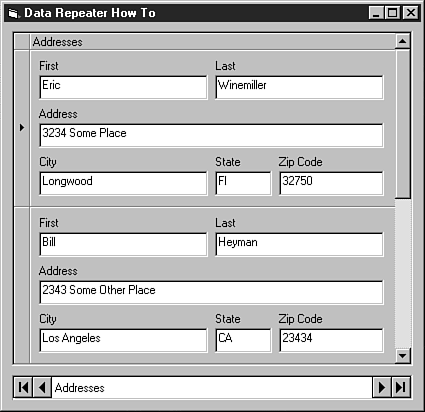 Data Repeater How To
Addresses
First Last
Eric Winemiller
Address
3234 Some Place
City State Zip Code
Longwood Fl 32750
First Last
Bill Heyman
Address
2343 Some Other Place
City State Zip Code
Los Angeles CA 23434
Addresses